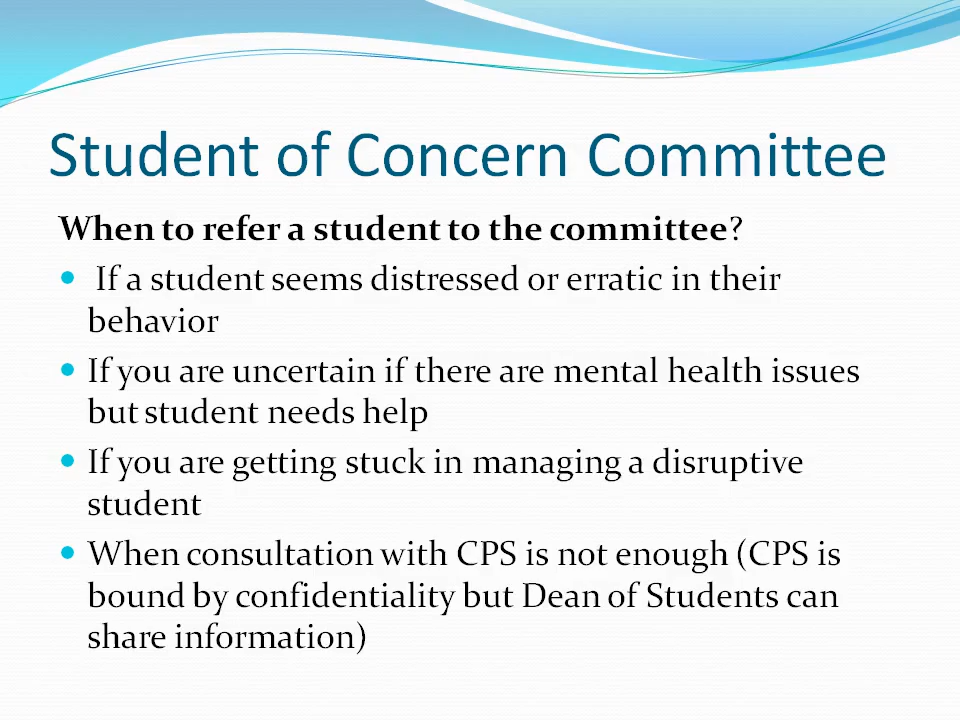 Student of Concern Committee
When to refer a student to the committee?
• If a student seems distressed or erratic in their
behavior
• If you are uncertain if there are mental health issues
but student needs help
• If you are getting stuck in managing a disruptive
student
• When consultation with CPS is not enough (CPS is
bound by confidentiality but Dean of Students can
share information)